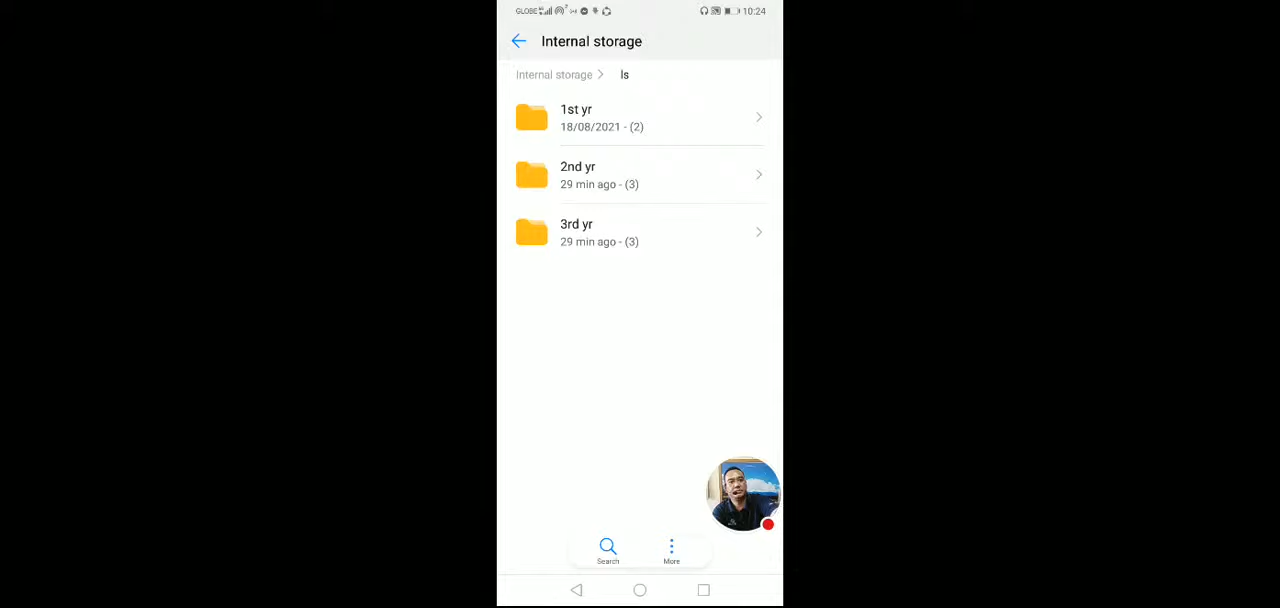 GLOBE 10:24
Internal storage
Internal storage > ls
1st yr
18/08/2021 - (2)
2nd yr
29 min ago - (3)
3rd yr
29 min ago - (3)
Search More